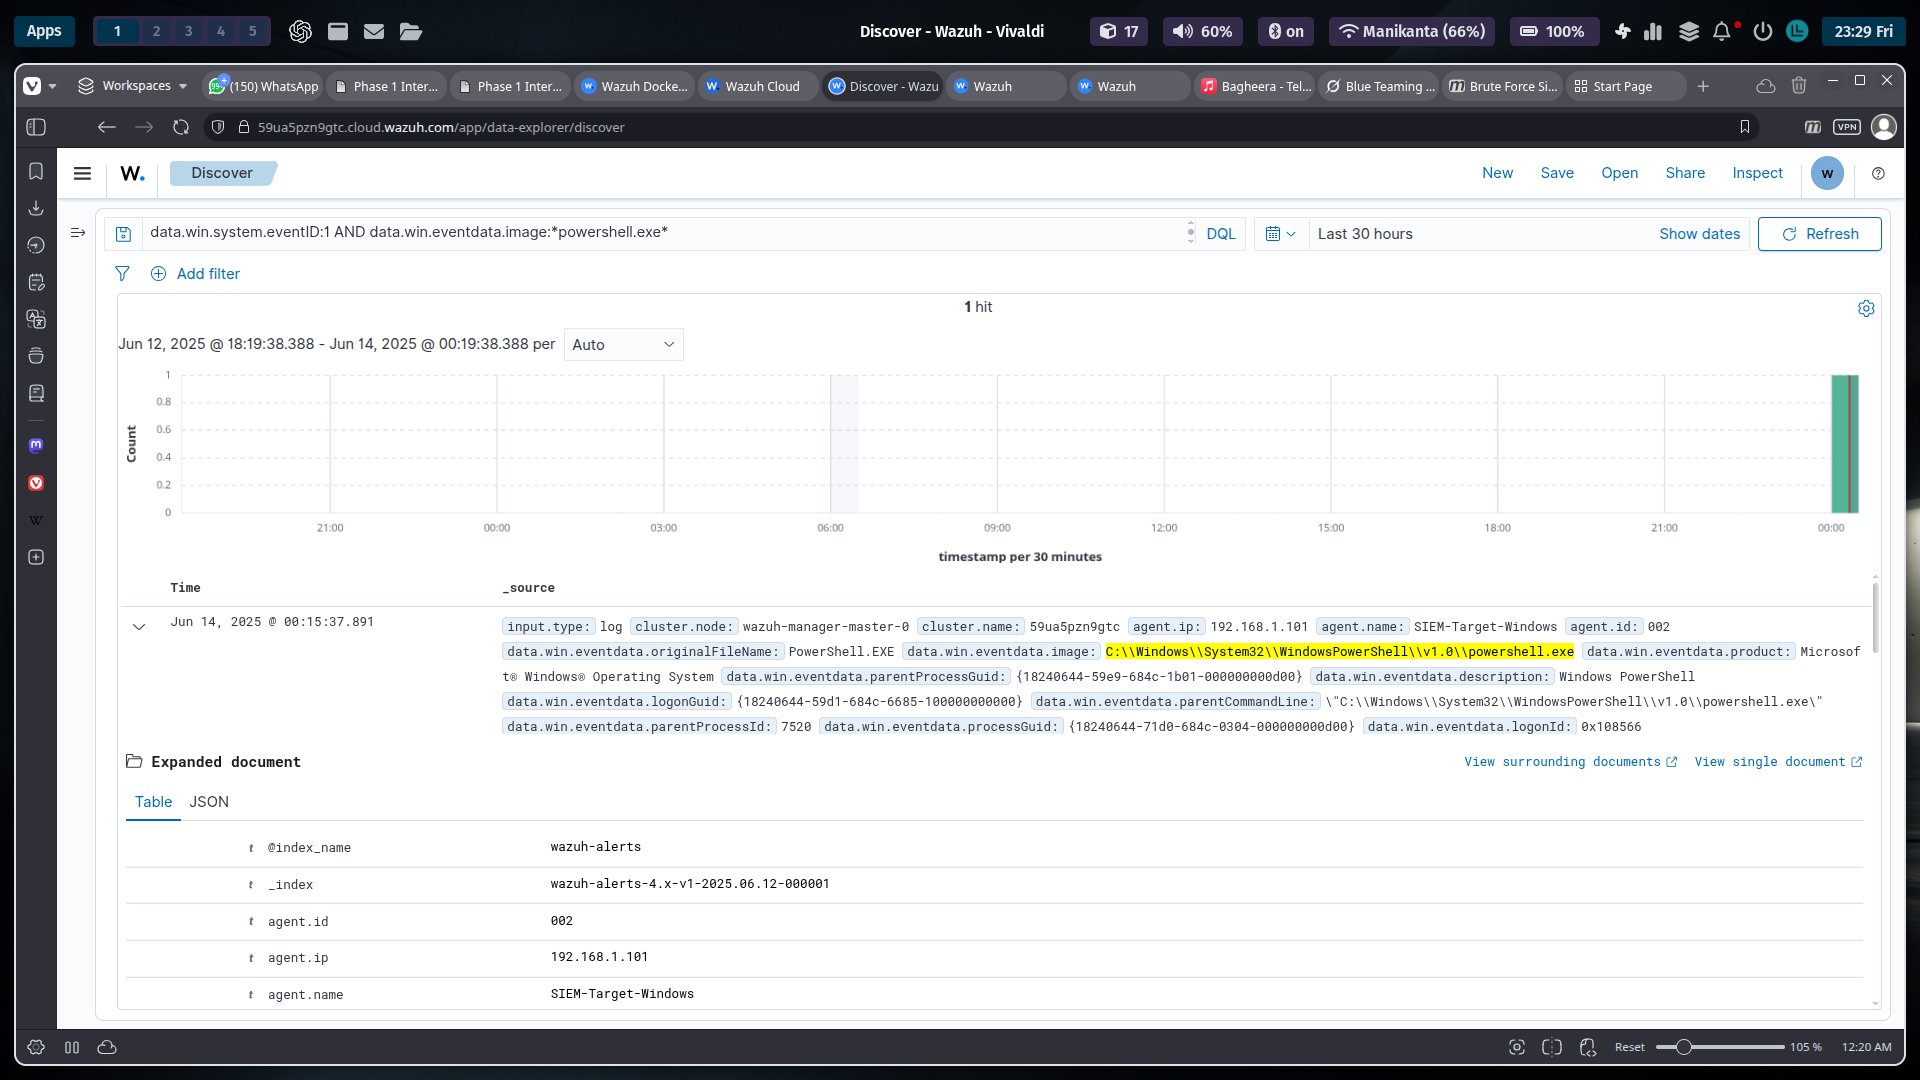 Apps
1 2 3 4 5
Discover - Wazuh - Vivaldi
17
60%
on
Manikanta (66%)
100%
23:29 Fri
Workspaces
(150) WhatsApp
Phase 1 Inter...
Phase 1 Inter...
Wazuh Docke...
Wazuh Cloud
Discover - Wazu
Wazuh
Wazuh
Bagheera - Tel...
Blue Teaming ...
Brute Force Si...
Start Page
59ua5pzn9gtc.cloud.wazuh.com/app/data-explorer/discover
VPN
W.
Discover
New Save Open Share Inspect
w
data.win.system.eventID:1 AND data.win.eventdata.image:*powershell.exe*
DQL
Last 30 hours
Show dates
Refresh
Add filter
1 hit
Jun 12, 2025 @ 18:19:38.388 - Jun 14, 2025 @ 00:19:38.388 per
Auto
Count
1
0.8
0.6
0.4
0.2
0
21:00 00:00 03:00 06:00 09:00 12:00 15:00 18:00 21:00 00:00
timestamp per 30 minutes
Time _source
Jun 14, 2025 @ 00:15:37.891
input.type: log cluster.node: wazuh-manager-master-0 cluster.name: 59ua5pzn9gtc agent.ip: 192.168.1.101 agent.name: SIEM-Target-Windows agent.id: 002
data.win.eventdata.originalFileName: PowerShell.EXE data.win.eventdata.image: C:\\Windows\\System32\\WindowsPowerShell\\v1.0\\powershell.exe data.win.eventdata.product: Microsof
t® Windows® Operating System data.win.eventdata.parentProcessGuid: {18240644-59e9-684c-1b01-000000000d00} data.win.eventdata.description: Windows PowerShell
data.win.eventdata.logonGuid: {18240644-59d1-684c-6685-100000000000} data.win.eventdata.parentCommandLine: \"C:\\Windows\\System32\\WindowsPowerShell\\v1.0\\powershell.exe\"
data.win.eventdata.parentProcessId: 7520 data.win.eventdata.processGuid: {18240644-71d0-684c-0304-000000000d00} data.win.eventdata.logonId: 0x108566
Expanded document
View surrounding documents
View single document
Table JSON
t @index_name wazuh-alerts
t _index wazuh-alerts-4.x-v1-2025.06.12-000001
t agent.id 002
t agent.ip 192.168.1.101
t agent.name SIEM-Target-Windows
Reset
105 %
12:20 AM